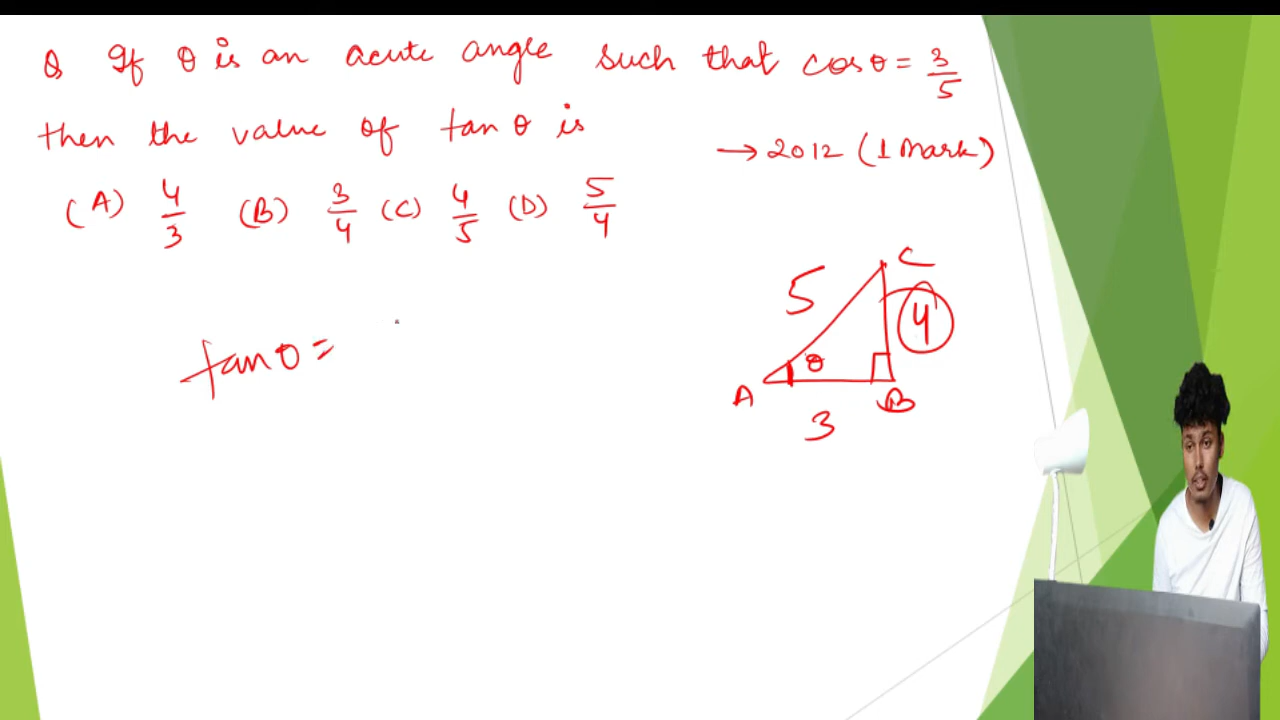 Q If θ is an acute angle such that cos θ = 3/5
then the value of tan θ is
→ 2012 (1 Mark)
(A) 4/3 (B) 3/4 (C) 4/5 (D) 5/4
C
5
4
tan θ =
θ
A
B
3